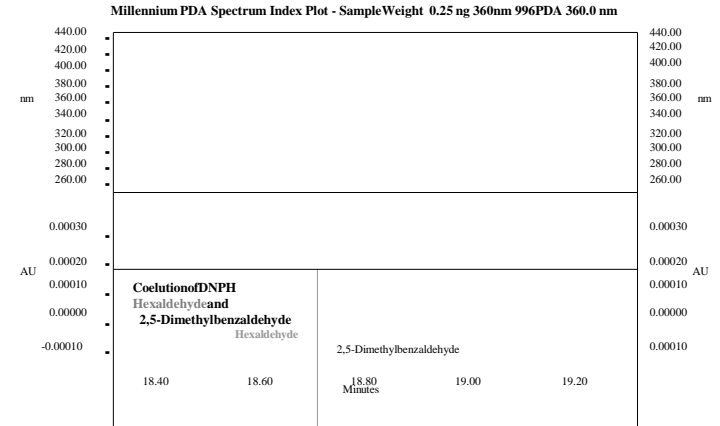 Millennium PDA Spectrum Index Plot - SampleWeight 0.25 ng 360nm 996PDA 360.0 nm
440.00 440.00
420.00 420.00
400.00 400.00
380.00 380.00
nm 360.00 360.00 nm
340.00 340.00
320.00 320.00
300.00 300.00
280.00 280.00
260.00 260.00
0.00030 0.00030
0.00020 0.00020
AU AU
0.00010 0.00010
CoelutionofDNPH
Hexaldehydeand
0.00000 0.00000
2,5-Dimethylbenzaldehyde
Hexaldehyde
-0.00010 2,5-Dimethylbenzaldehyde 0.00010
18.40 18.60 18.80 19.00 19.20
Minutes